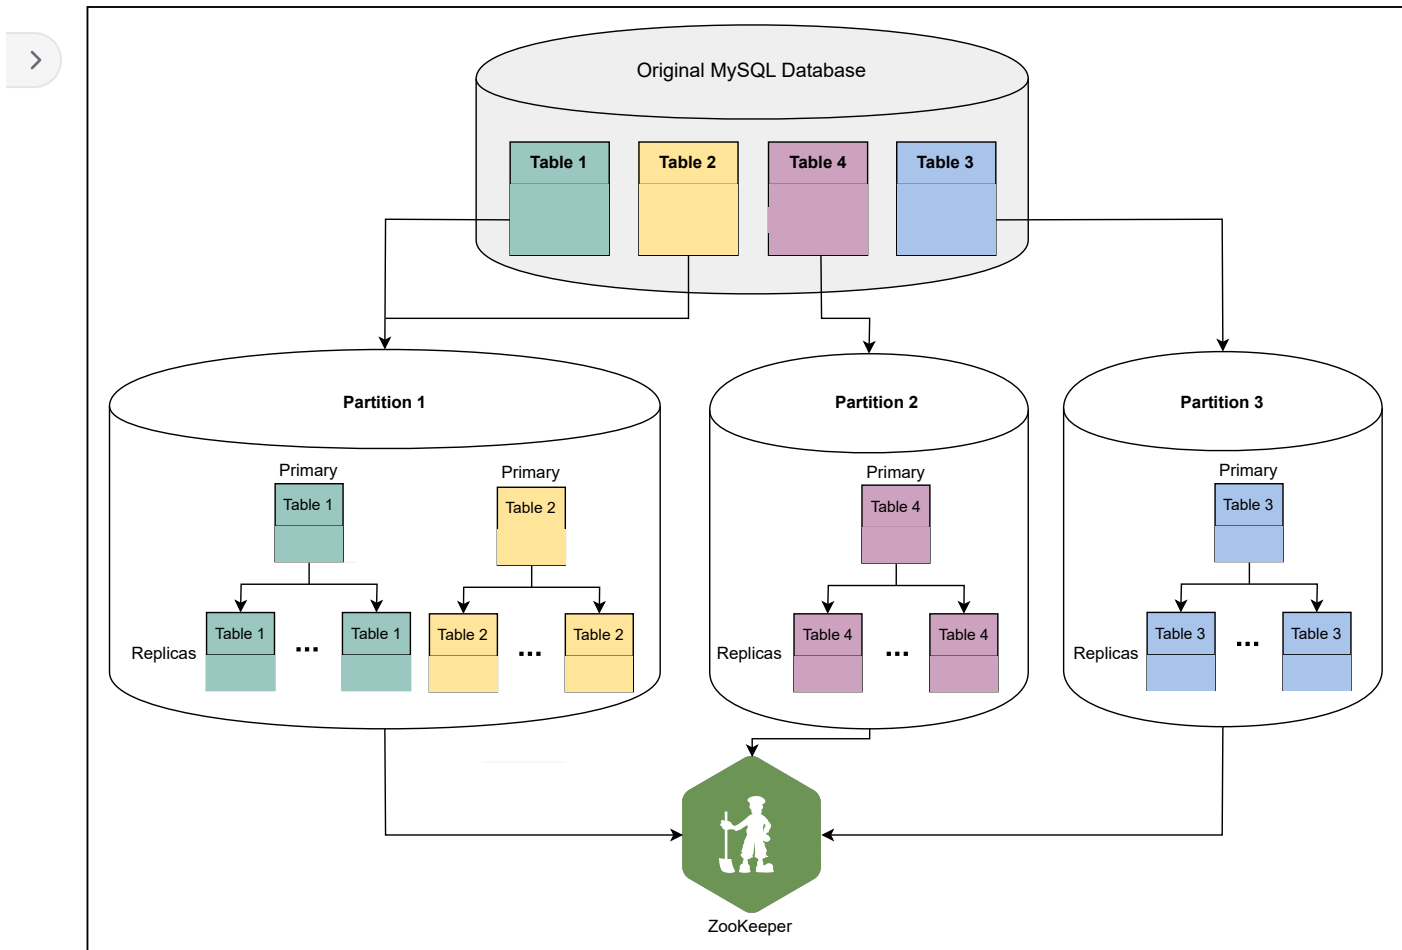 Original MySQL Database
Table 1
Table 2
Table 4
Table 3
Partition 1
Partition 2
Partition 3
Primary
Primary
Primary
Primary
Table 1
Table 2
Table 4
Table 3
Replicas
Table 1
...
Table 1
Table 2
...
Table 2
Replicas
Table 4
...
Table 4
Replicas
Table 3
...
Table 3
ZooKeeper